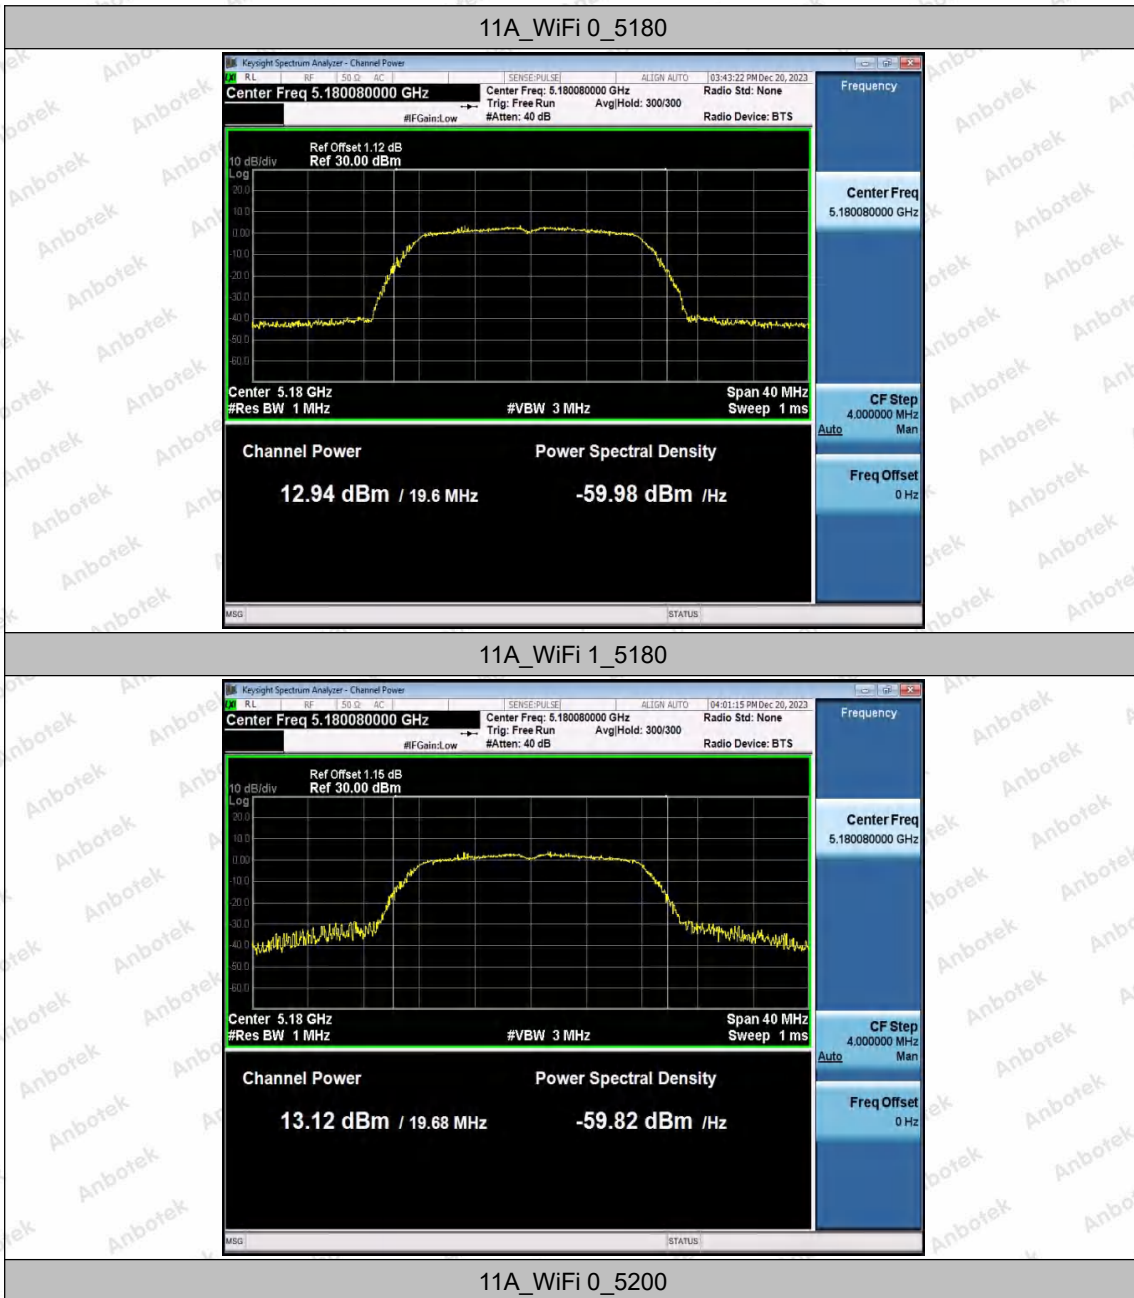 11A_WiFi 0_5180
Keysight Spectrum Analyzer - Channel Power
RL RF 50 Ω AC SENSE:PULSE ALIGN AUTO 03:43:22 PM Dec 20, 2023
Center Freq 5.180080000 GHz
Center Freq: 5.180080000 GHz Radio Std: None
Trig: Free Run Avg|Hold: 300/300
#IFGain:Low #Atten: 40 dB Radio Device: BTS
Frequency
Ref Offset 1.12 dB
10 dB/div Ref 30.00 dBm
Log
20.0
10.0
0.00
-10.0
-20.0
-30.0
-40.0
-50.0
-60.0
Center 5.18 GHz Span 40 MHz
#Res BW 1 MHz #VBW 3 MHz Sweep 1 ms
Channel Power Power Spectral Density
12.94 dBm / 19.6 MHz -59.98 dBm /Hz
Center Freq
5.180080000 GHz
CF Step
4.000000 MHz
Auto Man
Freq Offset
0 Hz
MSG STATUS
11A_WiFi 1_5180
Keysight Spectrum Analyzer - Channel Power
RL RF 50 Ω AC SENSE:PULSE ALIGN AUTO 04:01:15 PM Dec 20, 2023
Center Freq 5.180080000 GHz
Center Freq: 5.180080000 GHz Radio Std: None
Trig: Free Run Avg|Hold: 300/300
#IFGain:Low #Atten: 40 dB Radio Device: BTS
Frequency
Ref Offset 1.15 dB
10 dB/div Ref 30.00 dBm
Log
20.0
10.0
0.00
-10.0
-20.0
-30.0
-40.0
-50.0
-60.0
Center 5.18 GHz Span 40 MHz
#Res BW 1 MHz #VBW 3 MHz Sweep 1 ms
Channel Power Power Spectral Density
13.12 dBm / 19.68 MHz -59.82 dBm /Hz
Center Freq
5.180080000 GHz
CF Step
4.000000 MHz
Auto Man
Freq Offset
0 Hz
MSG STATUS
11A_WiFi 0_5200
Anbotek